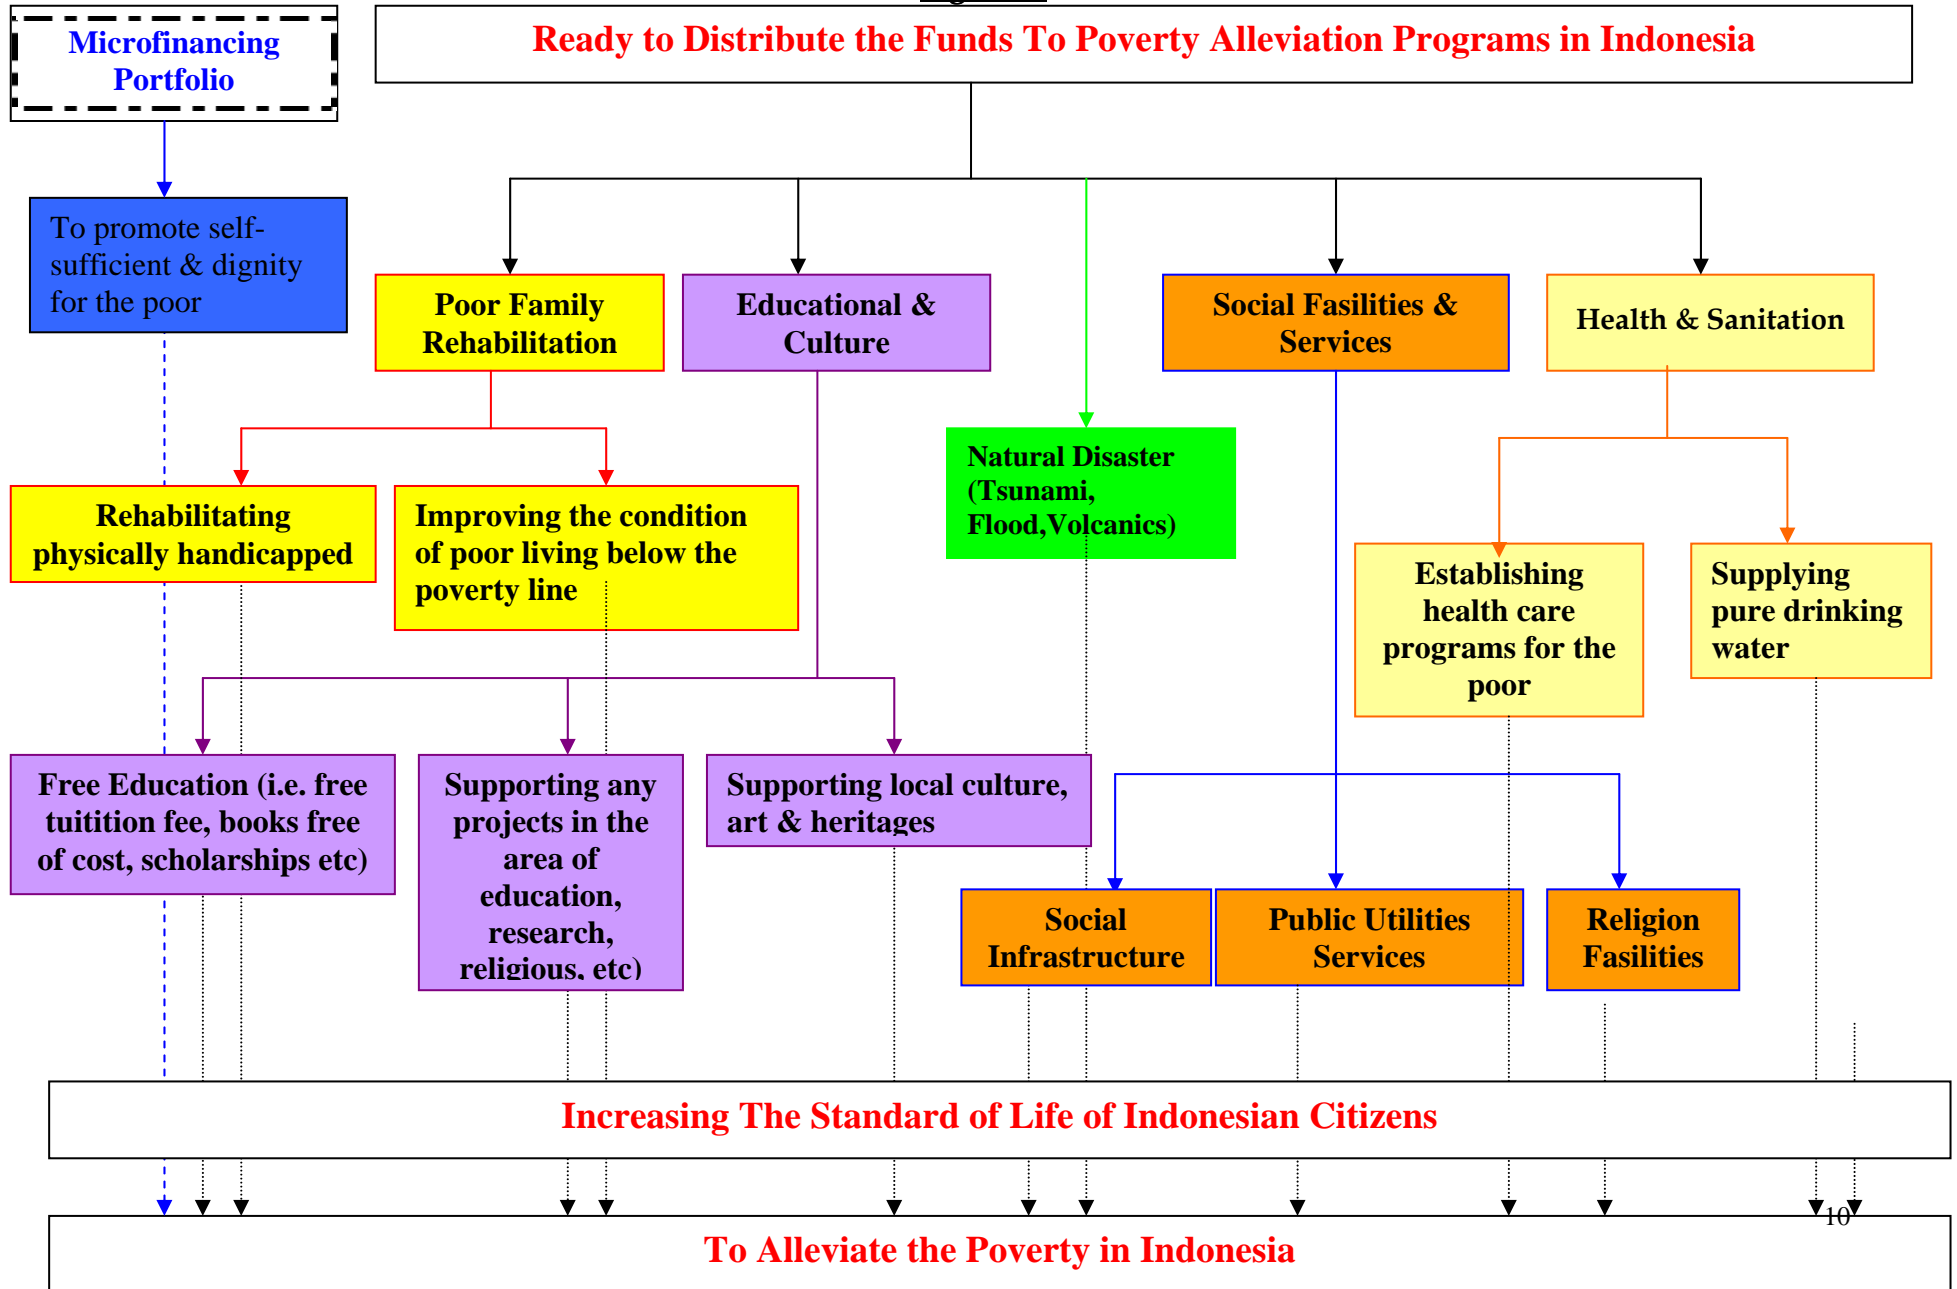 Microfinancing
Portfolio
Ready to Distribute the Funds To Poverty Alleviation Programs in Indonesia
To promote self-
sufficient & dignity
for the poor
Poor Family
Rehabilitation
Educational &
Culture
Social Fasilities &
Services
Health & Sanitation
Natural Disaster
(Tsunami,
Flood,Volcanics)
Rehabilitating
physically handicapped
Improving the condition
of poor living below the
poverty line
Establishing
health care
programs for the
poor
Supplying
pure drinking
water
Free Education (i.e. free
tuitition fee, books free
of cost, scholarships etc)
Supporting any
projects in the
area of
education,
research,
religious, etc)
Supporting local culture,
art & heritages
Social
Infrastructure
Public Utilities
Services
Religion
Fasilities
Increasing The Standard of Life of Indonesian Citizens
10
To Alleviate the Poverty in Indonesia